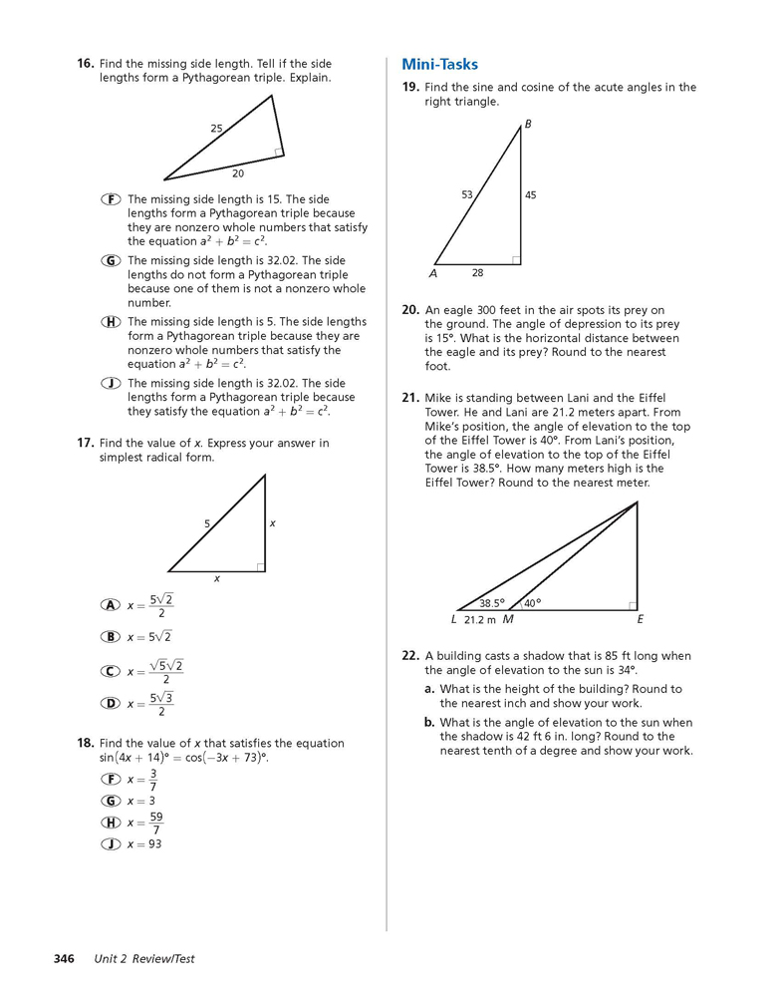 16. Find the missing side length. Tell if the side
lengths form a Pythagorean triple. Explain.
25
20
F The missing side length is 15. The side
lengths form a Pythagorean triple because
they are nonzero whole numbers that satisfy
the equation a² + b² = c².
G The missing side length is 32.02. The side
lengths do not form a Pythagorean triple
because one of them is not a nonzero whole
number.
H The missing side length is 5. The side lengths
form a Pythagorean triple because they are
nonzero whole numbers that satisfy the
equation a² + b² = c².
J The missing side length is 32.02. The side
lengths form a Pythagorean triple because
they satisfy the equation a² + b² = c².
17. Find the value of x. Express your answer in
simplest radical form.
5
x
x
A x = 5√2/2
B x = 5√2
C x = √5√2/2
D x = 5√3/2
18. Find the value of x that satisfies the equation
sin(4x + 14)° = cos(−3x + 73)°.
F x = 3/7
G x = 3
H x = 59/7
J x = 93
Mini-Tasks
19. Find the sine and cosine of the acute angles in the
right triangle.
B
53
45
A
28
20. An eagle 300 feet in the air spots its prey on
the ground. The angle of depression to its prey
is 15°. What is the horizontal distance between
the eagle and its prey? Round to the nearest
foot.
21. Mike is standing between Lani and the Eiffel
Tower. He and Lani are 21.2 meters apart. From
Mike's position, the angle of elevation to the top
of the Eiffel Tower is 40°. From Lani's position,
the angle of elevation to the top of the Eiffel
Tower is 38.5°. How many meters high is the
Eiffel Tower? Round to the nearest meter.
38.5° 40°
L 21.2 m M E
22. A building casts a shadow that is 85 ft long when
the angle of elevation to the sun is 34°.
a. What is the height of the building? Round to
the nearest inch and show your work.
b. What is the angle of elevation to the sun when
the shadow is 42 ft 6 in. long? Round to the
nearest tenth of a degree and show your work.
346 Unit 2 Review/Test